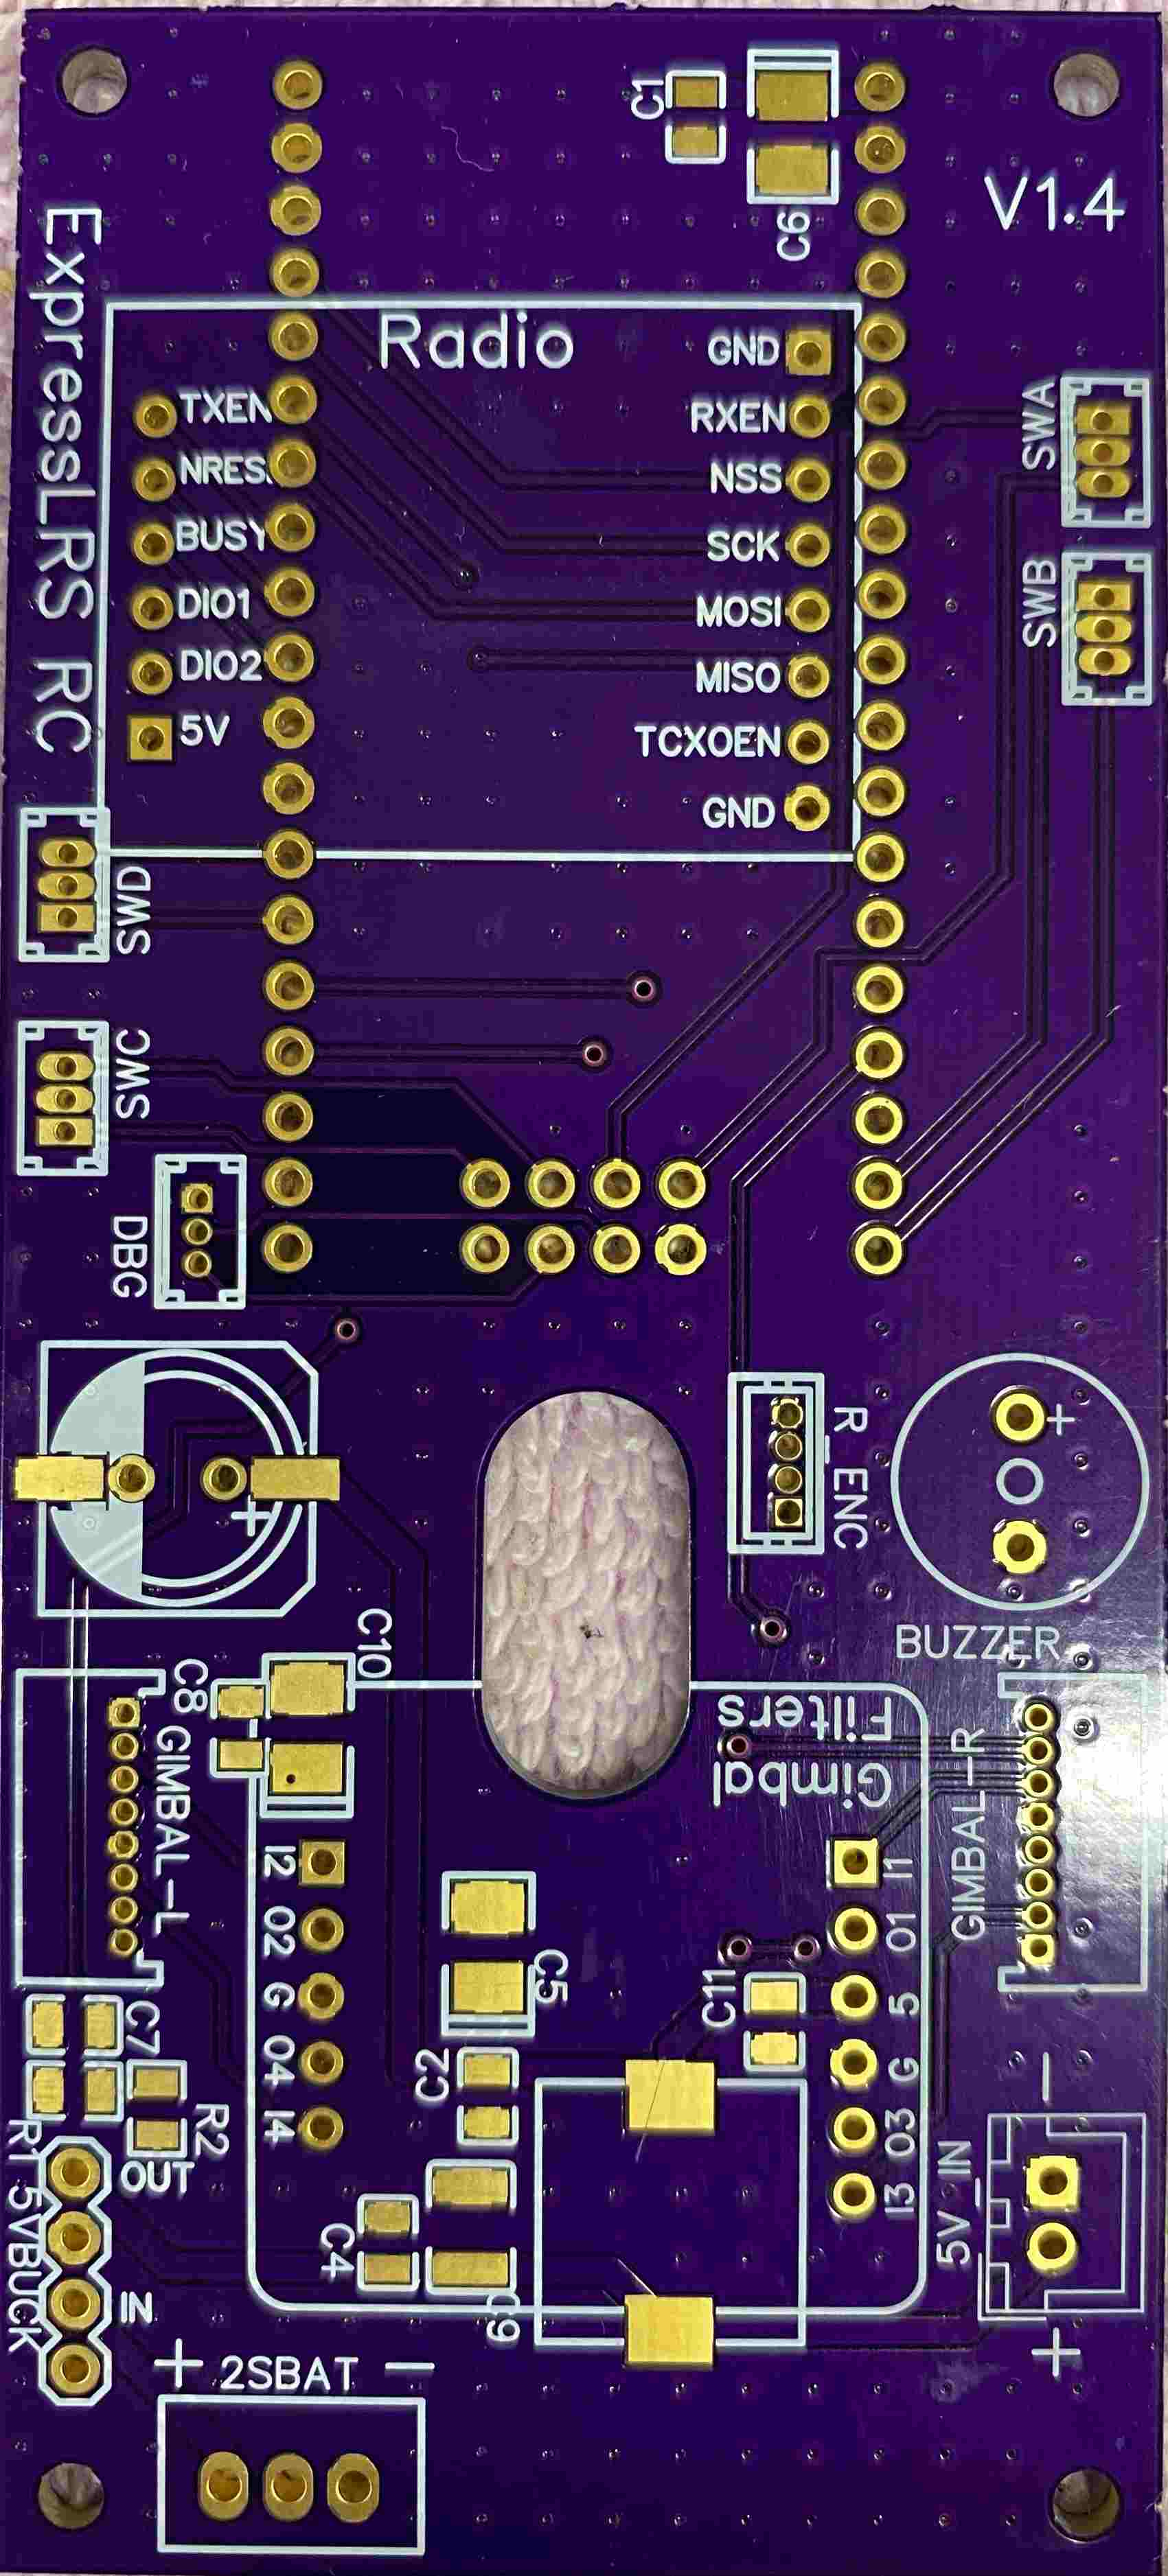 C1
C6
V1.4
ExpressLRS RC
Radio
GND
RXEN
NSS
SCK
MOSI
MISO
TCXOEN
GND
TXEN
NRES
BUSY
DIO1
DIO2
5V
SWA
SWB
SWD
SWC
DBG
+
R_ENC
+
BUZZER
C10
C8
GIMBAL-L
Gimbal
Filters
GIMBAL-R
I2
O2
G
O4
I4
I1
O1
5
G
O3
I3
C5
C11
C2
C7
R2
R1
OUT
5VBUCK
IN
C4
C9
-
5V_IN
+
+ 2SBAT -